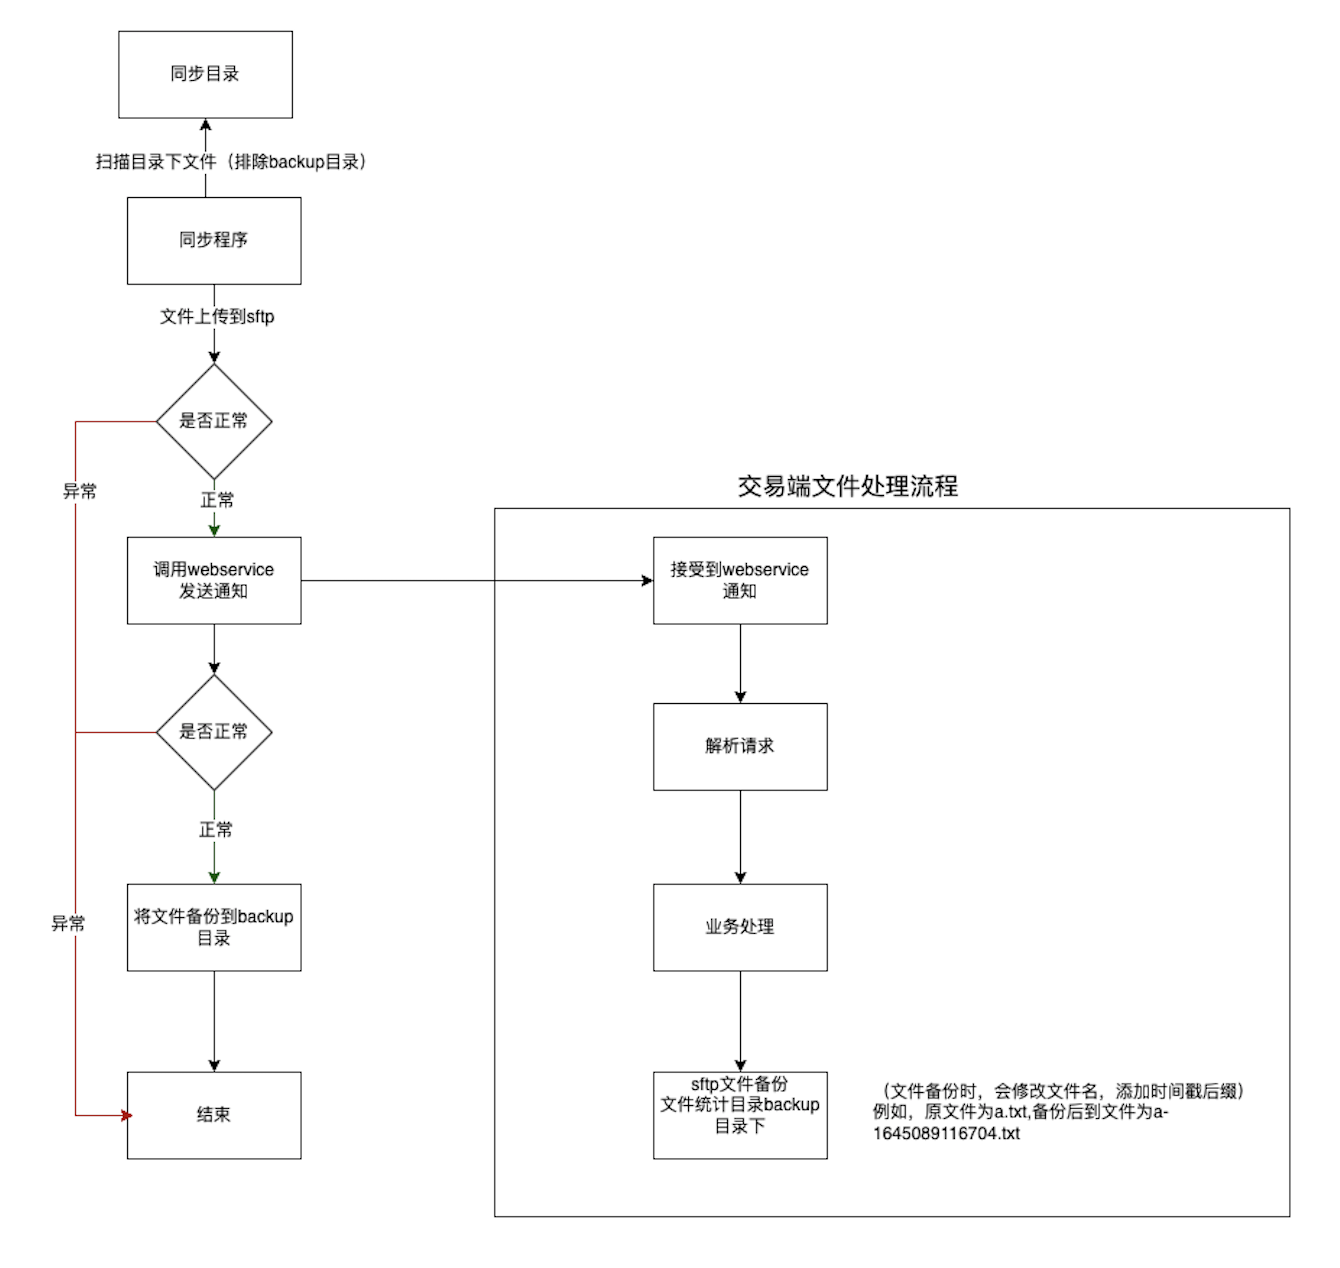 同步目录
扫描目录下文件（排除backup目录）
同步程序
文件上传到sftp
是否正常
异常
正常
调用webservice
发送通知
是否正常
正常
异常
将文件备份到backup
目录
结束
交易端文件处理流程
接受到webservice
通知
解析请求
业务处理
sftp文件备份
文件统计目录backup
目录下
（文件备份时，会修改文件名，添加时间戳后缀）
例如，原文件为a.txt,备份后到文件为a-
1645089116704.txt